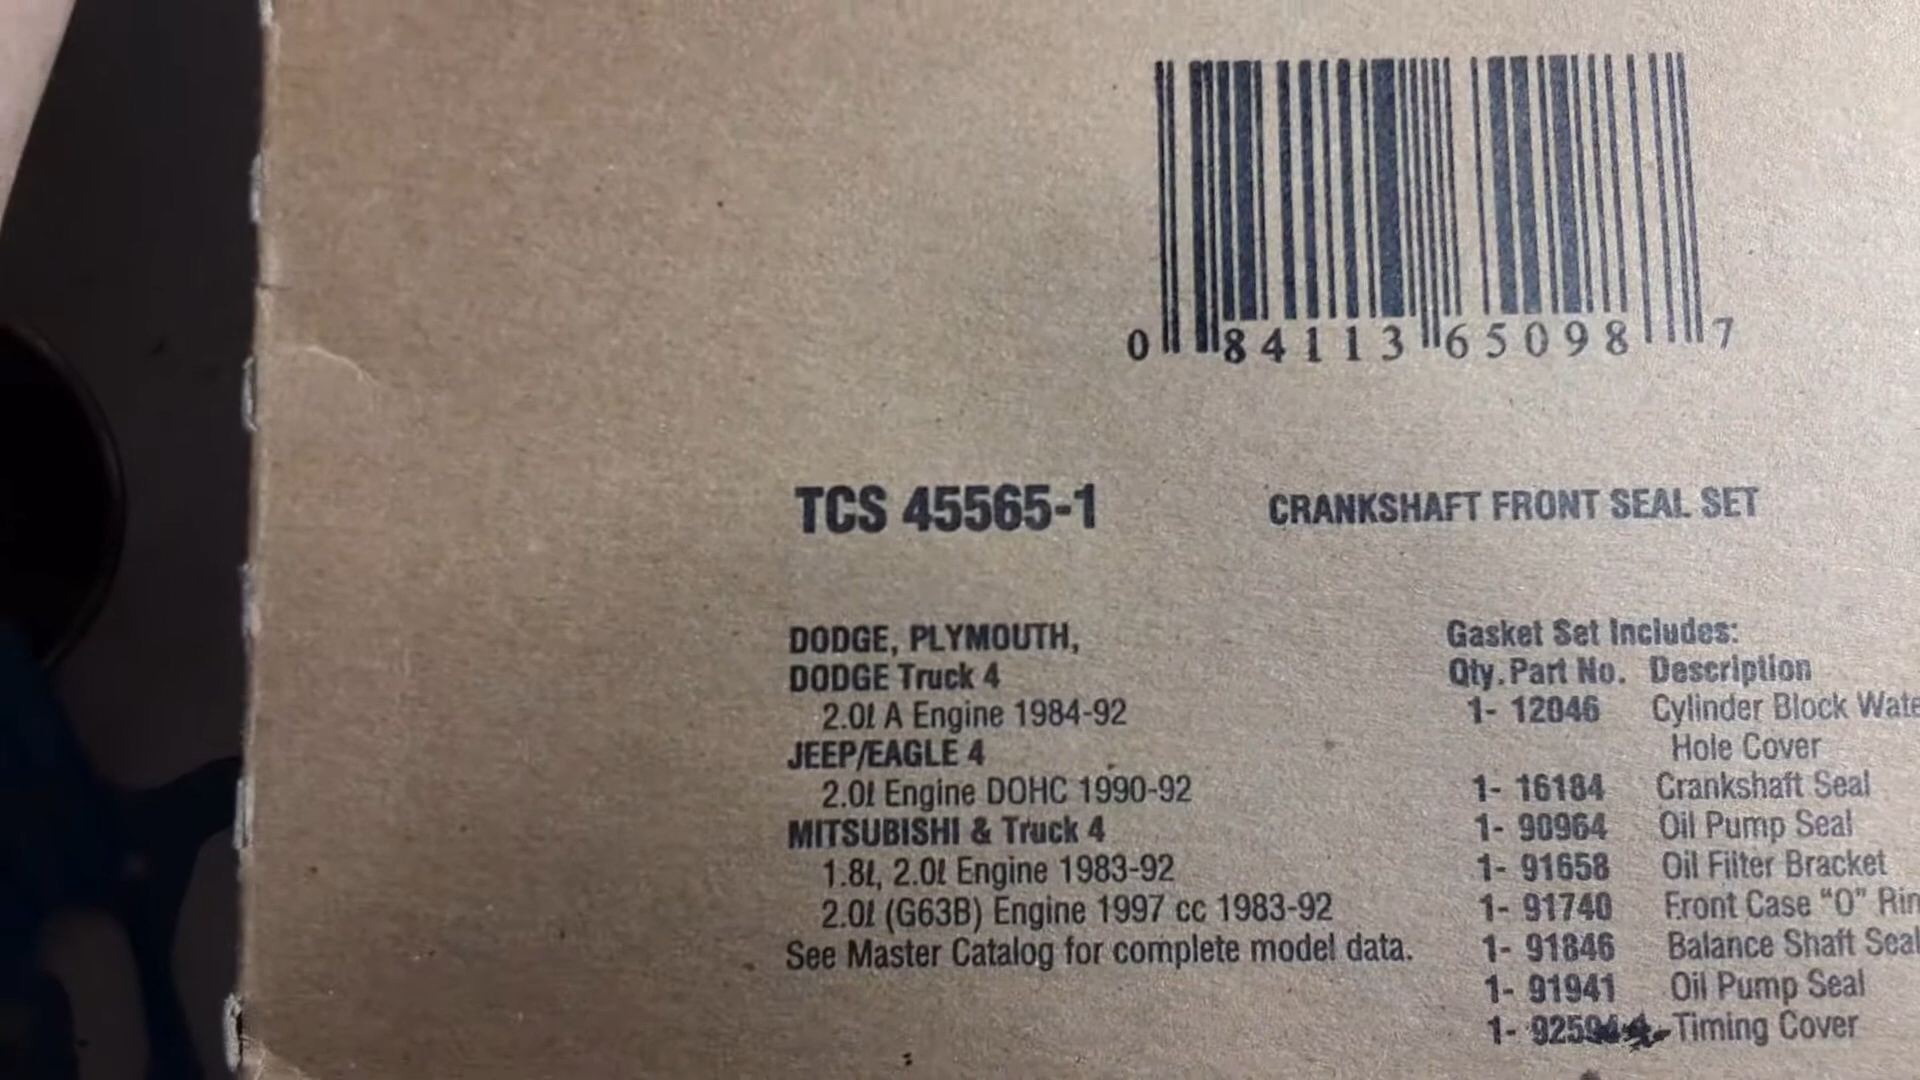 0 84113 65098 7
TCS 45565-1 CRANKSHAFT FRONT SEAL SET
DODGE, PLYMOUTH,
DODGE Truck 4
2.0ℓ A Engine 1984-92
JEEP/EAGLE 4
2.0ℓ Engine DOHC 1990-92
MITSUBISHI & Truck 4
1.8ℓ, 2.0ℓ Engine 1983-92
2.0ℓ (G63B) Engine 1997 cc 1983-92
See Master Catalog for complete model data.
Gasket Set Includes:
Qty. Part No. Description
1- 12046 Cylinder Block
Hole Cover
1- 16184 Crankshaft Seal
1- 90964 Oil Pump Seal
1- 91658 Oil Filter Bracket
1- 91740 Front Case "O"
1- 91846 Balance Shaft Seal
1- 91941 Oil Pump Seal
1- Timing Cover